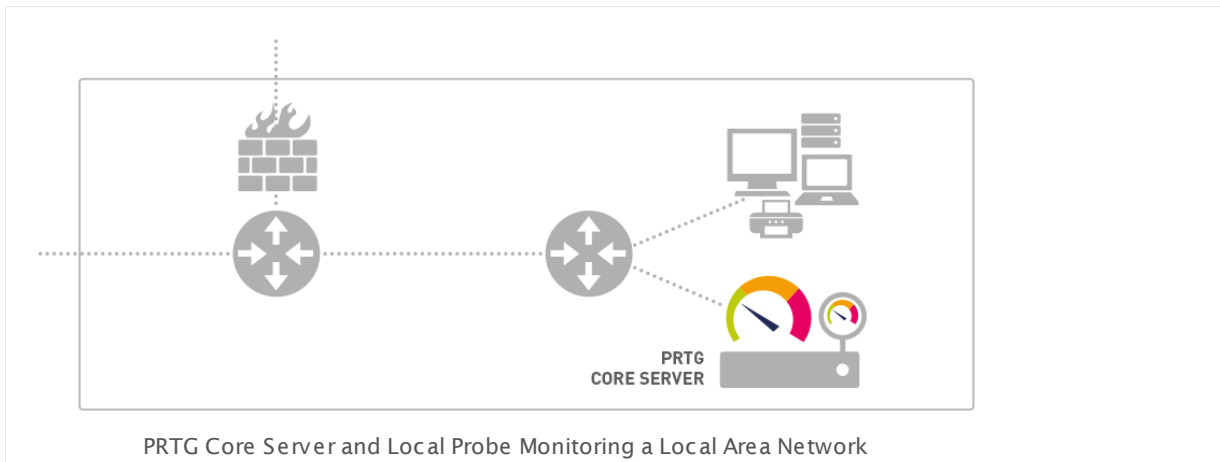 PRTG
CORE SERVER
PRTG Core Server and Local Probe Monitoring a Local Area Network